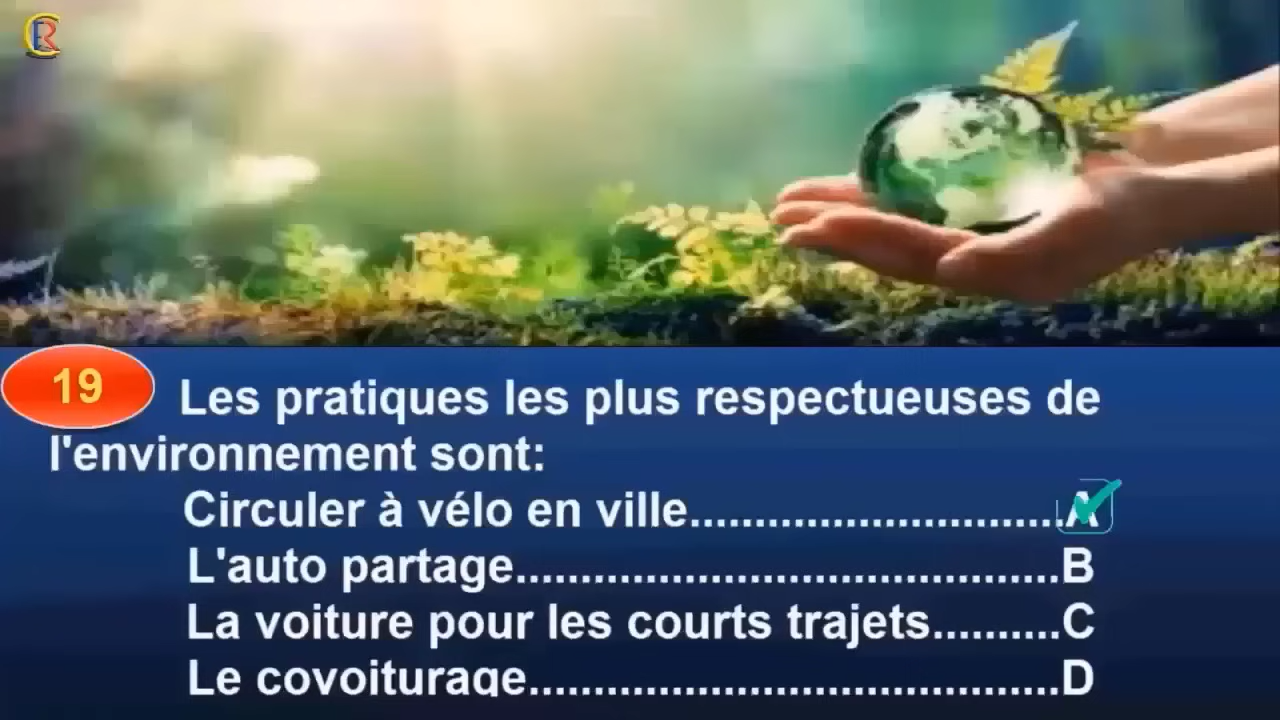 CER
19 Les pratiques les plus respectueuses de
l'environnement sont:
Circuler à vélo en ville.............................A
L'auto partage..........................................B
La voiture pour les courts trajets..........C
Le covoiturage.........................................D